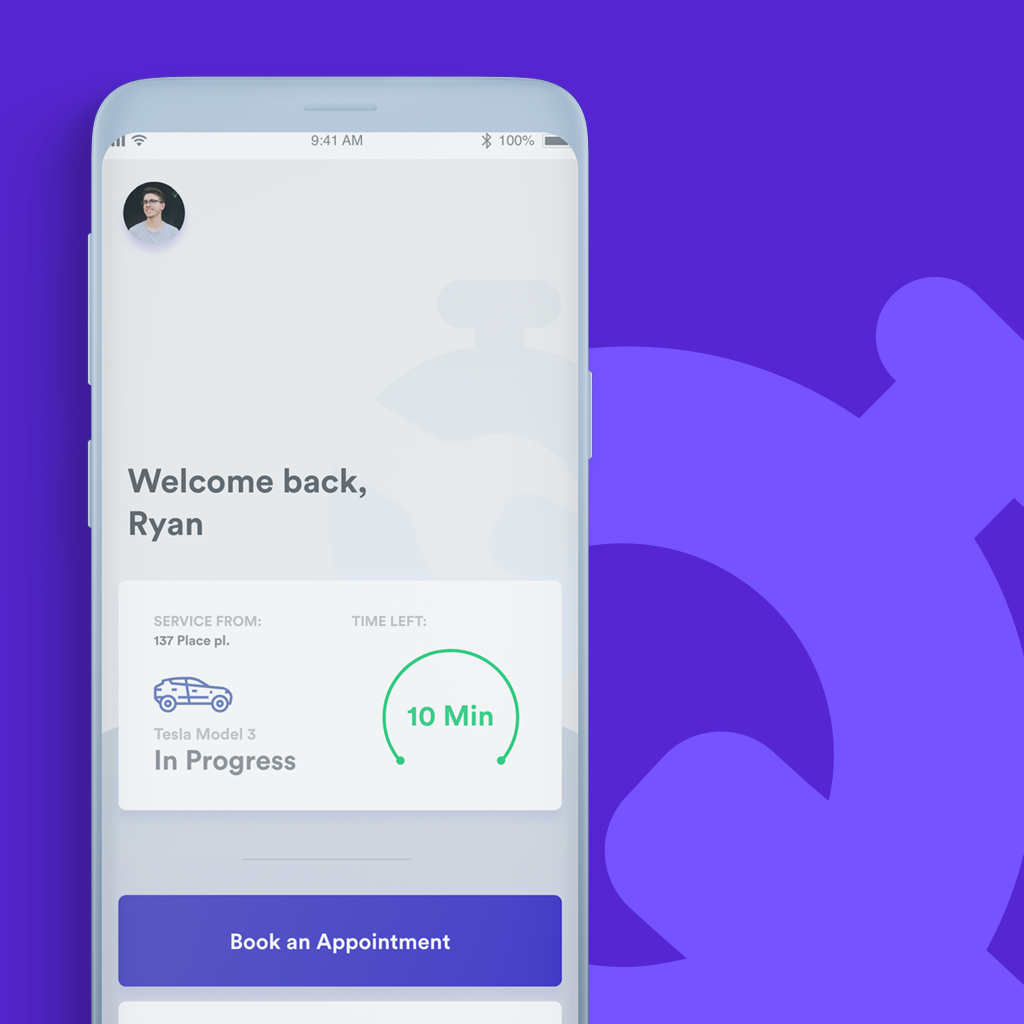 9:41 AM
100%
Welcome back,
Ryan
SERVICE FROM:
137 Place pl.
TIME LEFT:
10 Min
Tesla Model 3
In Progress
Book an Appointment